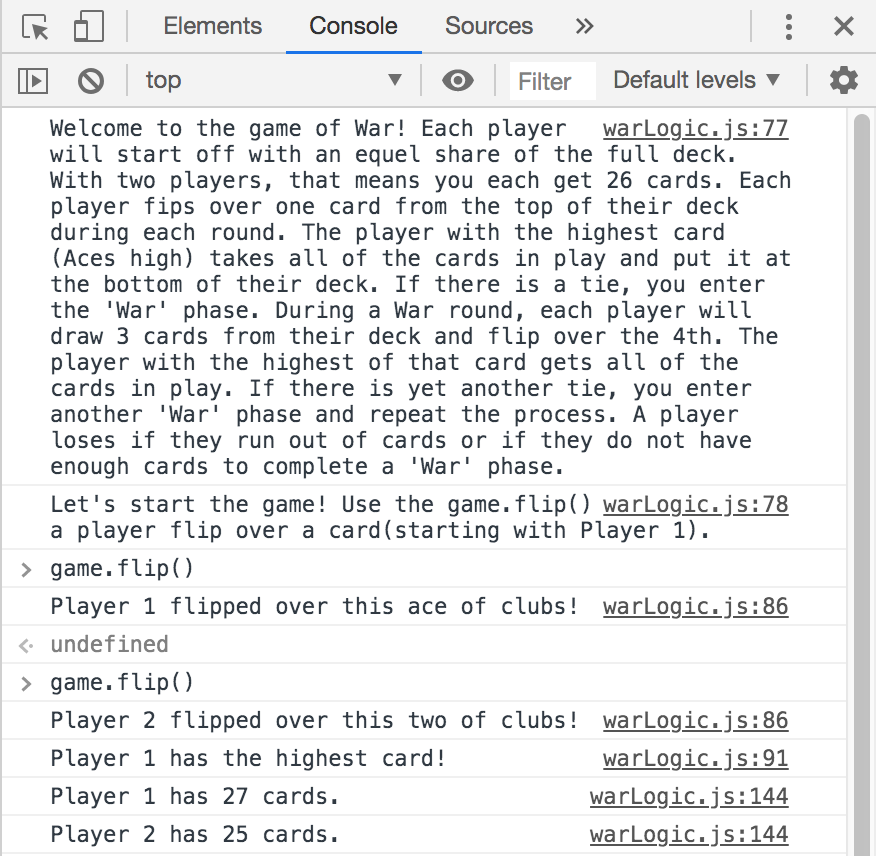 Elements Console Sources »
top Filter Default levels
Welcome to the game of War! Each player warLogic.js:77
will start off with an equel share of the full deck.
With two players, that means you each get 26 cards. Each
player fips over one card from the top of their deck
during each round. The player with the highest card
(Aces high) takes all of the cards in play and put it at
the bottom of their deck. If there is a tie, you enter
the 'War' phase. During a War round, each player will
draw 3 cards from their deck and flip over the 4th. The
player with the highest of that card gets all of the
cards in play. If there is yet another tie, you enter
another 'War' phase and repeat the process. A player
loses if they run out of cards or if they do not have
enough cards to complete a 'War' phase.
Let's start the game! Use the game.flip() warLogic.js:78
a player flip over a card(starting with Player 1).
> game.flip()
Player 1 flipped over this ace of clubs! warLogic.js:86
undefined
> game.flip()
Player 2 flipped over this two of clubs! warLogic.js:86
Player 1 has the highest card! warLogic.js:91
Player 1 has 27 cards. warLogic.js:144
Player 2 has 25 cards. warLogic.js:144